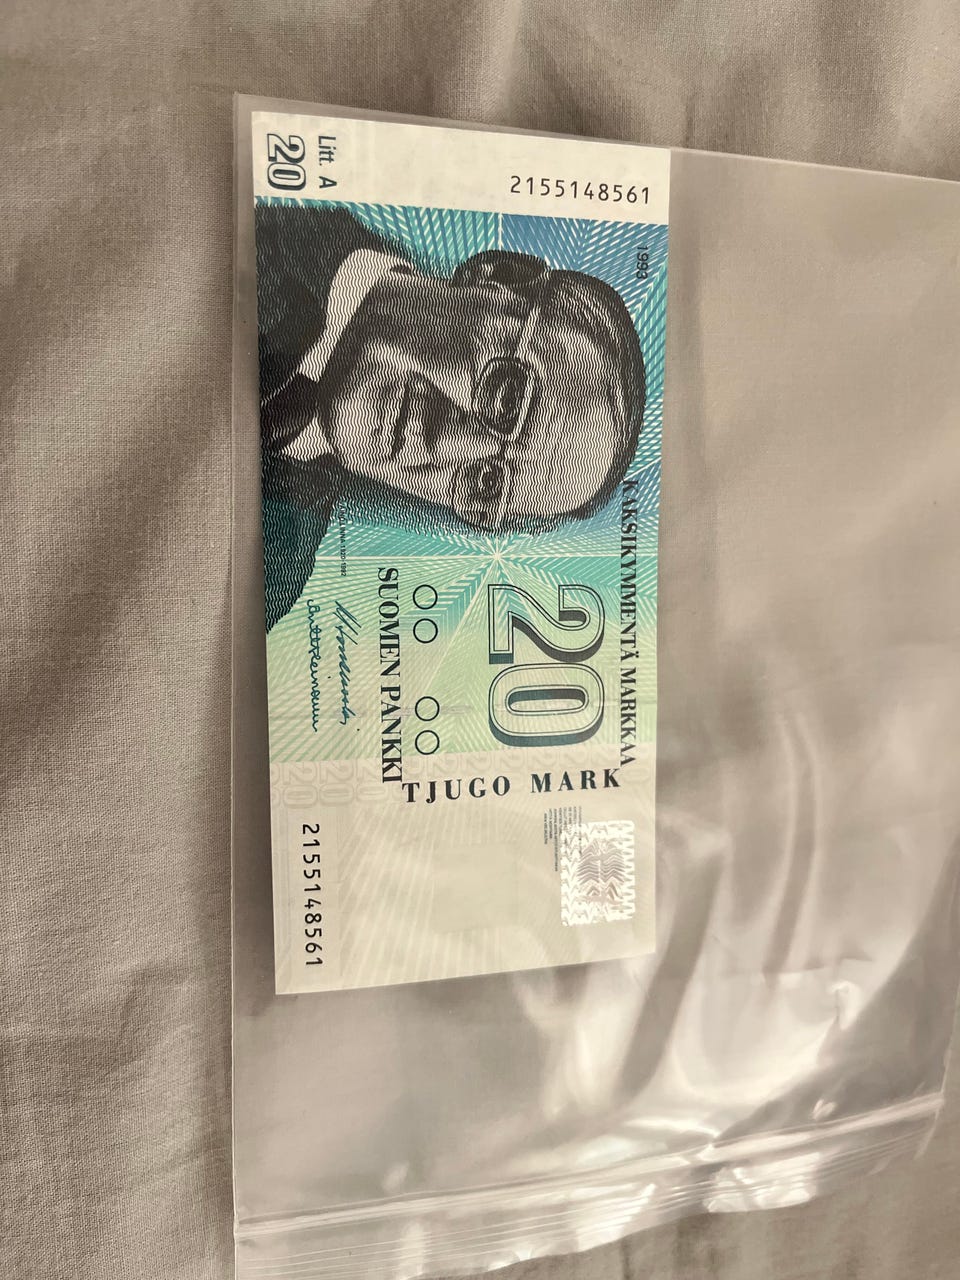 Litt. A
20
2155148561
1993
KAKSIKYMMENTÄ MARKKAA
20
SUOMEN PANKKI
TJUGO MARK
2155148561